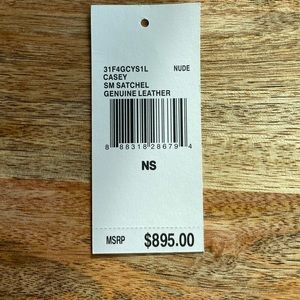 31F4GCYS1L NUDE
CASEY
SM SATCHEL
GENUINE LEATHER
8 88318 28679 4
NS
MSRP $895.00